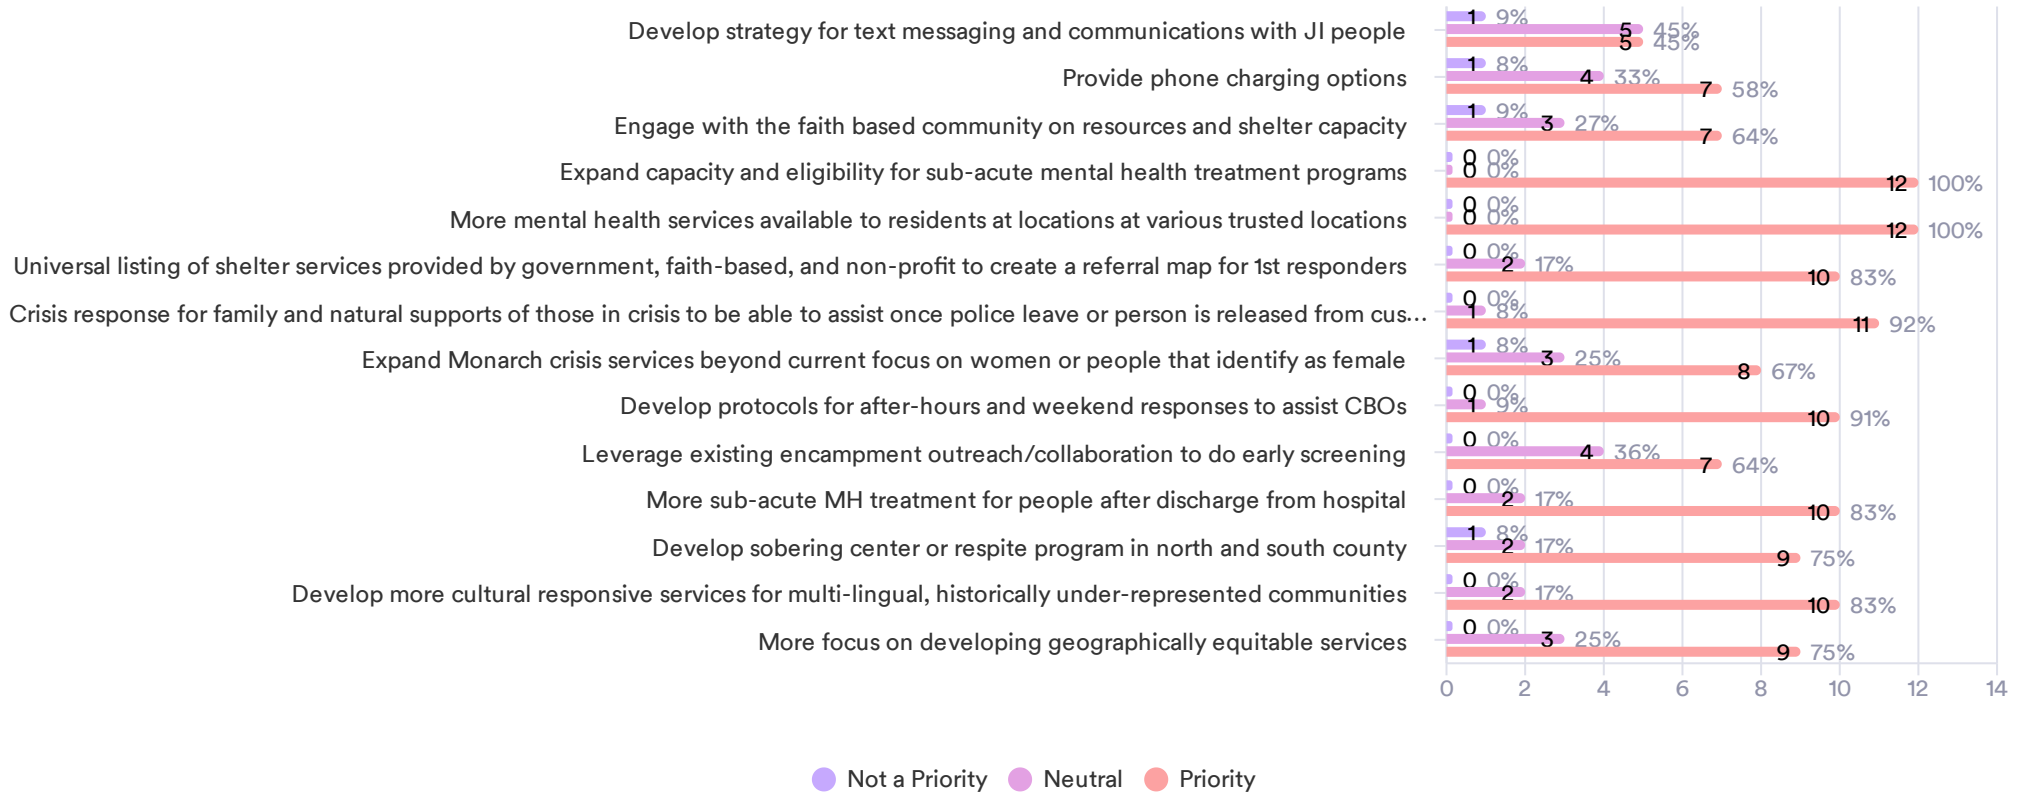 Develop strategy for text messaging and communications with JI people
1 9%
5 45%
5 45%
Provide phone charging options
1 8%
4 33%
7 58%
Engage with the faith based community on resources and shelter capacity
1 9%
3 27%
7 64%
Expand capacity and eligibility for sub-acute mental health treatment programs
0 0%
0 0%
12 100%
More mental health services available to residents at locations at various trusted locations
0 0%
0 0%
12 100%
Universal listing of shelter services provided by government, faith-based, and non-profit to create a referral map for 1st responders
0 0%
2 17%
10 83%
Crisis response for family and natural supports of those in crisis to be able to assist once police leave or person is released from cus...
0 0%
1 8%
11 92%
Expand Monarch crisis services beyond current focus on women or people that identify as female
1 8%
3 25%
8 67%
Develop protocols for after-hours and weekend responses to assist CBOs
0 0%
1 9%
10 91%
Leverage existing encampment outreach/collaboration to do early screening
0 0%
4 36%
7 64%
More sub-acute MH treatment for people after discharge from hospital
0 0%
2 17%
10 83%
Develop sobering center or respite program in north and south county
1 8%
2 17%
9 75%
Develop more cultural responsive services for multi-lingual, historically under-represented communities
0 0%
2 17%
10 83%
More focus on developing geographically equitable services
0 0%
3 25%
9 75%
0 2 4 6 8 10 12 14
Not a Priority Neutral Priority